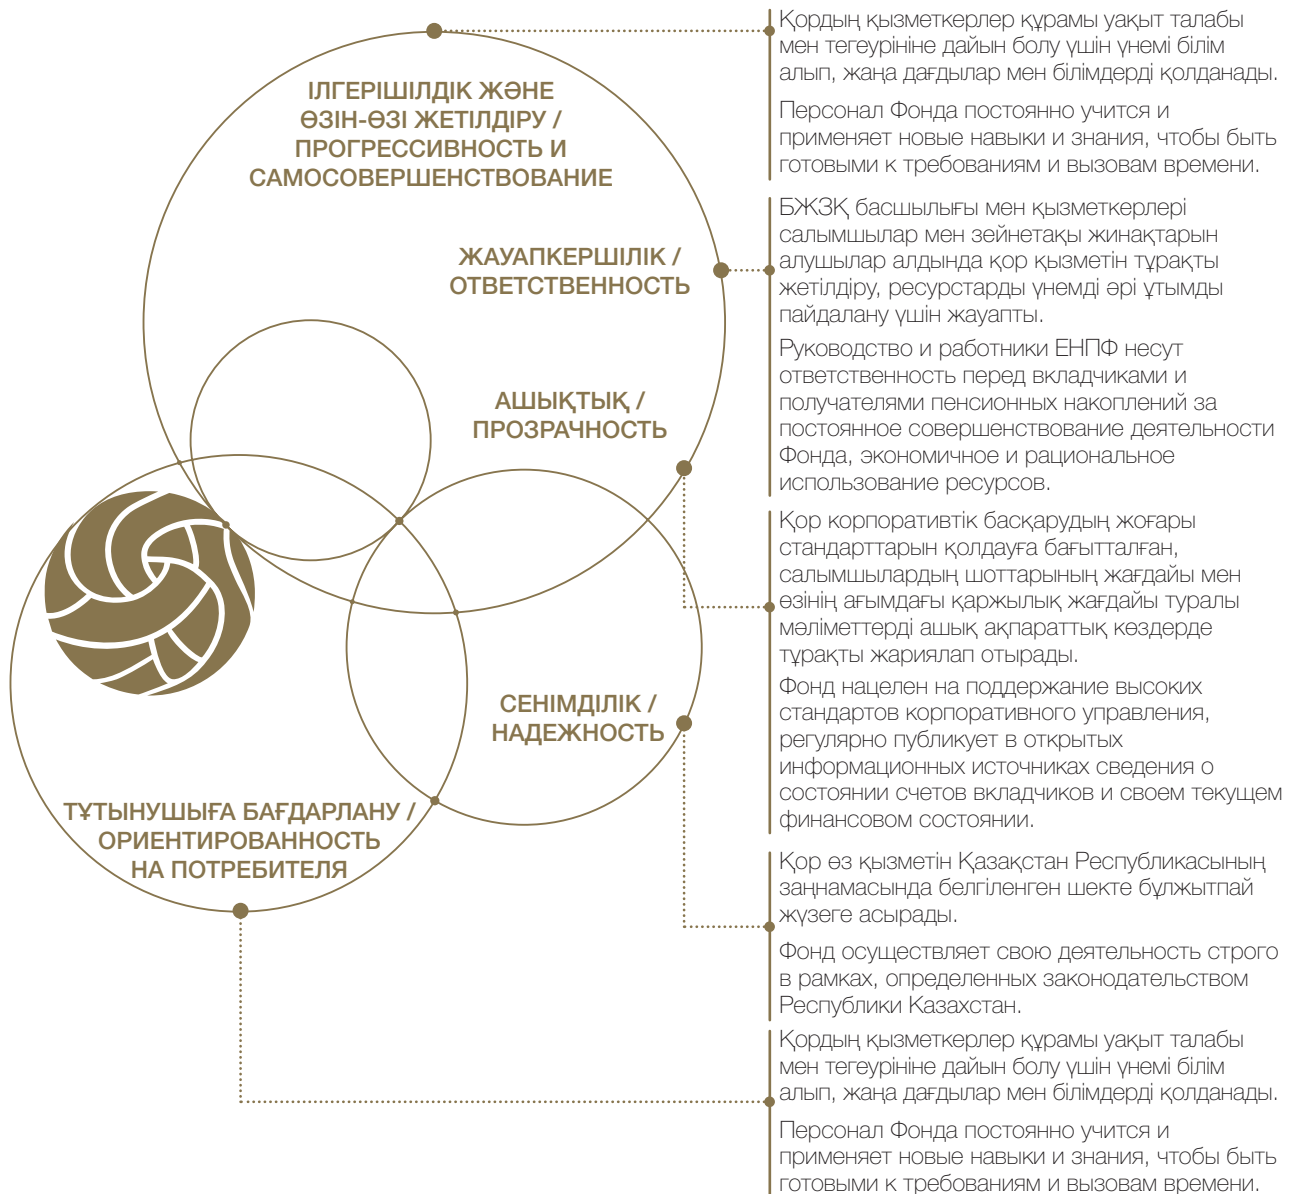 ІЛГЕРІШІЛДІК ЖӘНЕ
ӨЗІН-ӨЗІ ЖЕТІЛДІРУ /
ПРОГРЕССИВНОСТЬ И
САМОСОВЕРШЕНСТВОВАНИЕ
Қордың қызметкерлер құрамы уақыт талабы
мен тегеурініне дайын болу үшін үнемі білім
алып, жаңа дағдылар мен білімдерді қолданады.
Персонал Фонда постоянно учится и
применяет новые навыки и знания, чтобы быть
готовыми к требованиям и вызовам времени.
ЖАУАПКЕРШІЛІК /
ОТВЕТСТВЕННОСТЬ
БЖЗҚ басшылығы мен қызметкерлері
салымшылар мен зейнетақы жинақтарын
алушылар алдында қор қызметін тұрақты
жетілдіру, ресурстарды үнемді әрі ұтымды
пайдалану үшін жауапты.
Руководство и работники ЕНПФ несут
ответственность перед вкладчиками и
получателями пенсионных накоплений за
постоянное совершенствование деятельности
Фонда, экономичное и рациональное
использование ресурсов.
АШЫҚТЫҚ /
ПРОЗРАЧНОСТЬ
Қор корпоративтік басқарудың жоғары
стандарттарын қолдауға бағытталған,
салымшылардың шоттарының жағдайы мен
өзінің ағымдағы қаржылық жағдайы туралы
мәліметтерді ашық ақпараттық көздерде
тұрақты жариялап отырады.
Фонд нацелен на поддержание высоких
стандартов корпоративного управления,
регулярно публикует в открытых
информационных источниках сведения о
состоянии счетов вкладчиков и своем текущем
финансовом состоянии.
СЕНІМДІЛІК /
НАДЕЖНОСТЬ
Қор өз қызметін Қазақстан Республикасының
заңнамасында белгіленген шекте бұлжытпай
жүзеге асырады.
Фонд осуществляет свою деятельность строго
в рамках, определенных законодательством
Республики Казахстан.
ТҰТЫНУШЫҒА БАҒДАРЛАНУ /
ОРИЕНТИРОВАННОСТЬ
НА ПОТРЕБИТЕЛЯ
Қордың қызметкерлер құрамы уақыт талабы
мен тегеурініне дайын болу үшін үнемі білім
алып, жаңа дағдылар мен білімдерді қолданады.
Персонал Фонда постоянно учится и
применяет новые навыки и знания, чтобы быть
готовыми к требованиям и вызовам времени.